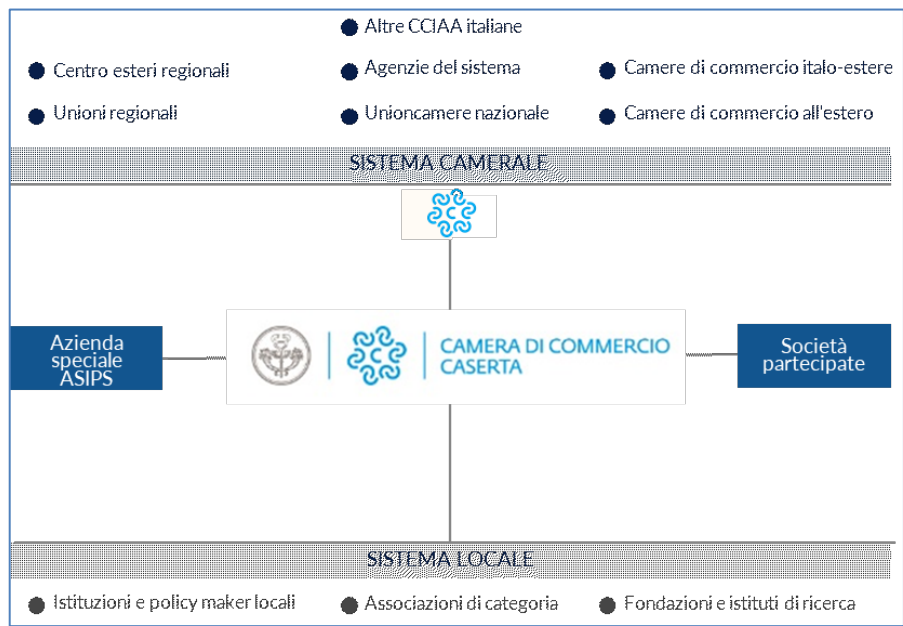 Altre CCIAA italiane
Centro esteri regionali
Agenzie del sistema
Camere di commercio italo-estere
Unioni regionali
Unioncamere nazionale
Camere di commercio all'estero
SISTEMA CAMERALE
C
Azienda
speciale
ASIPS
C
CAMERA DI COMMERCIO
CASERTA
Società
partecipate
SISTEMA LOCALE
Istituzioni e policy maker locali
Associazioni di categoria
Fondazioni e istituti di ricerca